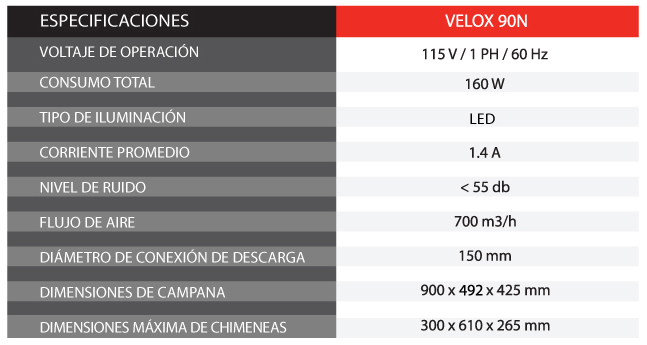 ESPECIFICACIONES VELOX 90N
VOLTAJE DE OPERACIÓN 115 V / 1 PH / 60 Hz
CONSUMO TOTAL 160 W
TIPO DE ILUMINACIÓN LED
CORRIENTE PROMEDIO 1.4 A
NIVEL DE RUIDO < 55 db
FLUJO DE AIRE 700 m3/h
DIÁMETRO DE CONEXIÓN DE DESCARGA 150 mm
DIMENSIONES DE CAMPANA 900 x 492 x 425 mm
DIMENSIONES MÁXIMA DE CHIMENEAS 300 x 610 x 265 mm